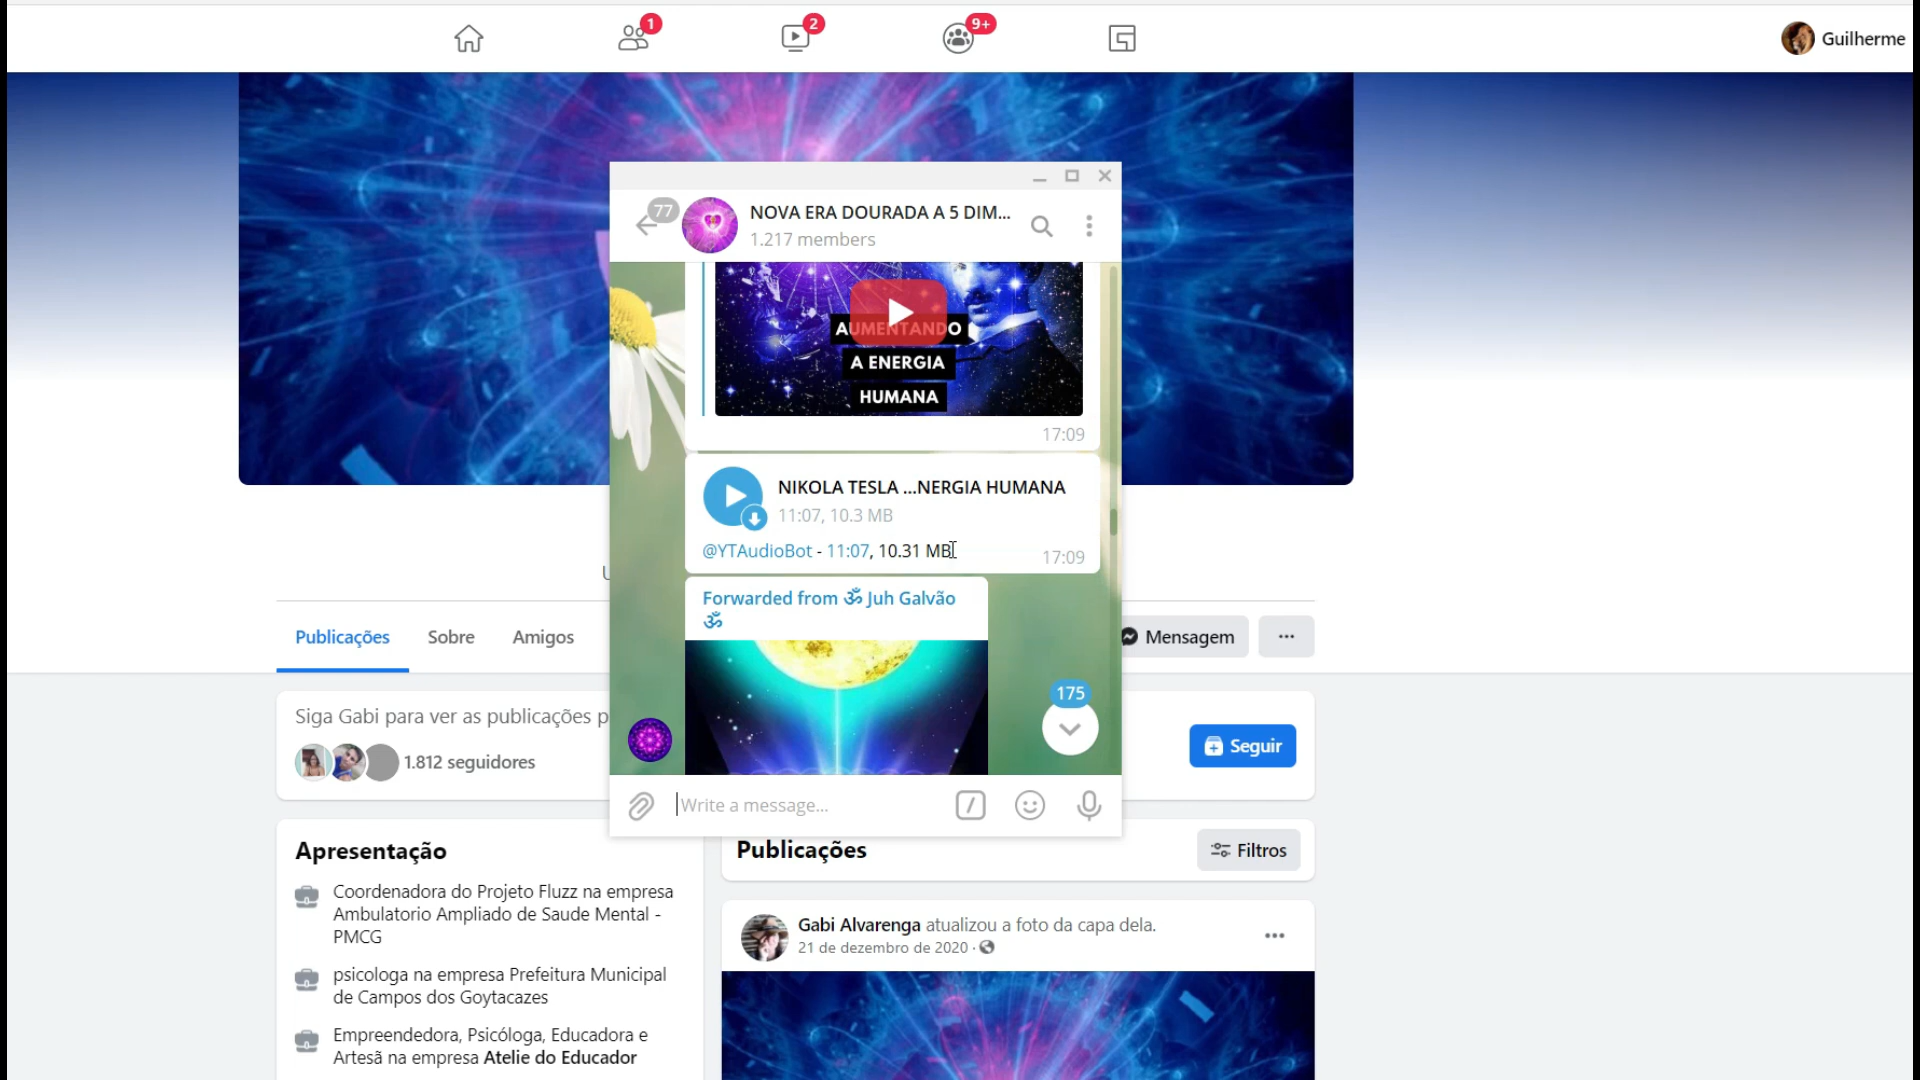 1
2
9+
Guilherme
77
NOVA ERA DOURADA A 5 DIM...
1.217 members
AUMENTANDO
A ENERGIA
HUMANA
17:09
NIKOLA TESLA ...NERGIA HUMANA
11:07, 10.3 MB
@YTAudioBot - 11:07, 10.31 MB
17:09
Forwarded from ॐ Juh Galvão
ॐ
175
Write a message...
Publicações
Sobre
Amigos
Mensagem
Siga Gabi para ver as publicações p
1.812 seguidores
Seguir
Apresentação
Coordenadora do Projeto Fluzz na empresa
Ambulatorio Ampliado de Saude Mental -
PMCG
psicologa na empresa Prefeitura Municipal
de Campos dos Goytacazes
Empreendedora, Psicóloga, Educadora e
Artesã na empresa Atelie do Educador
Publicações
Filtros
Gabi Alvarenga atualizou a foto da capa dela.
21 de dezembro de 2020 ·